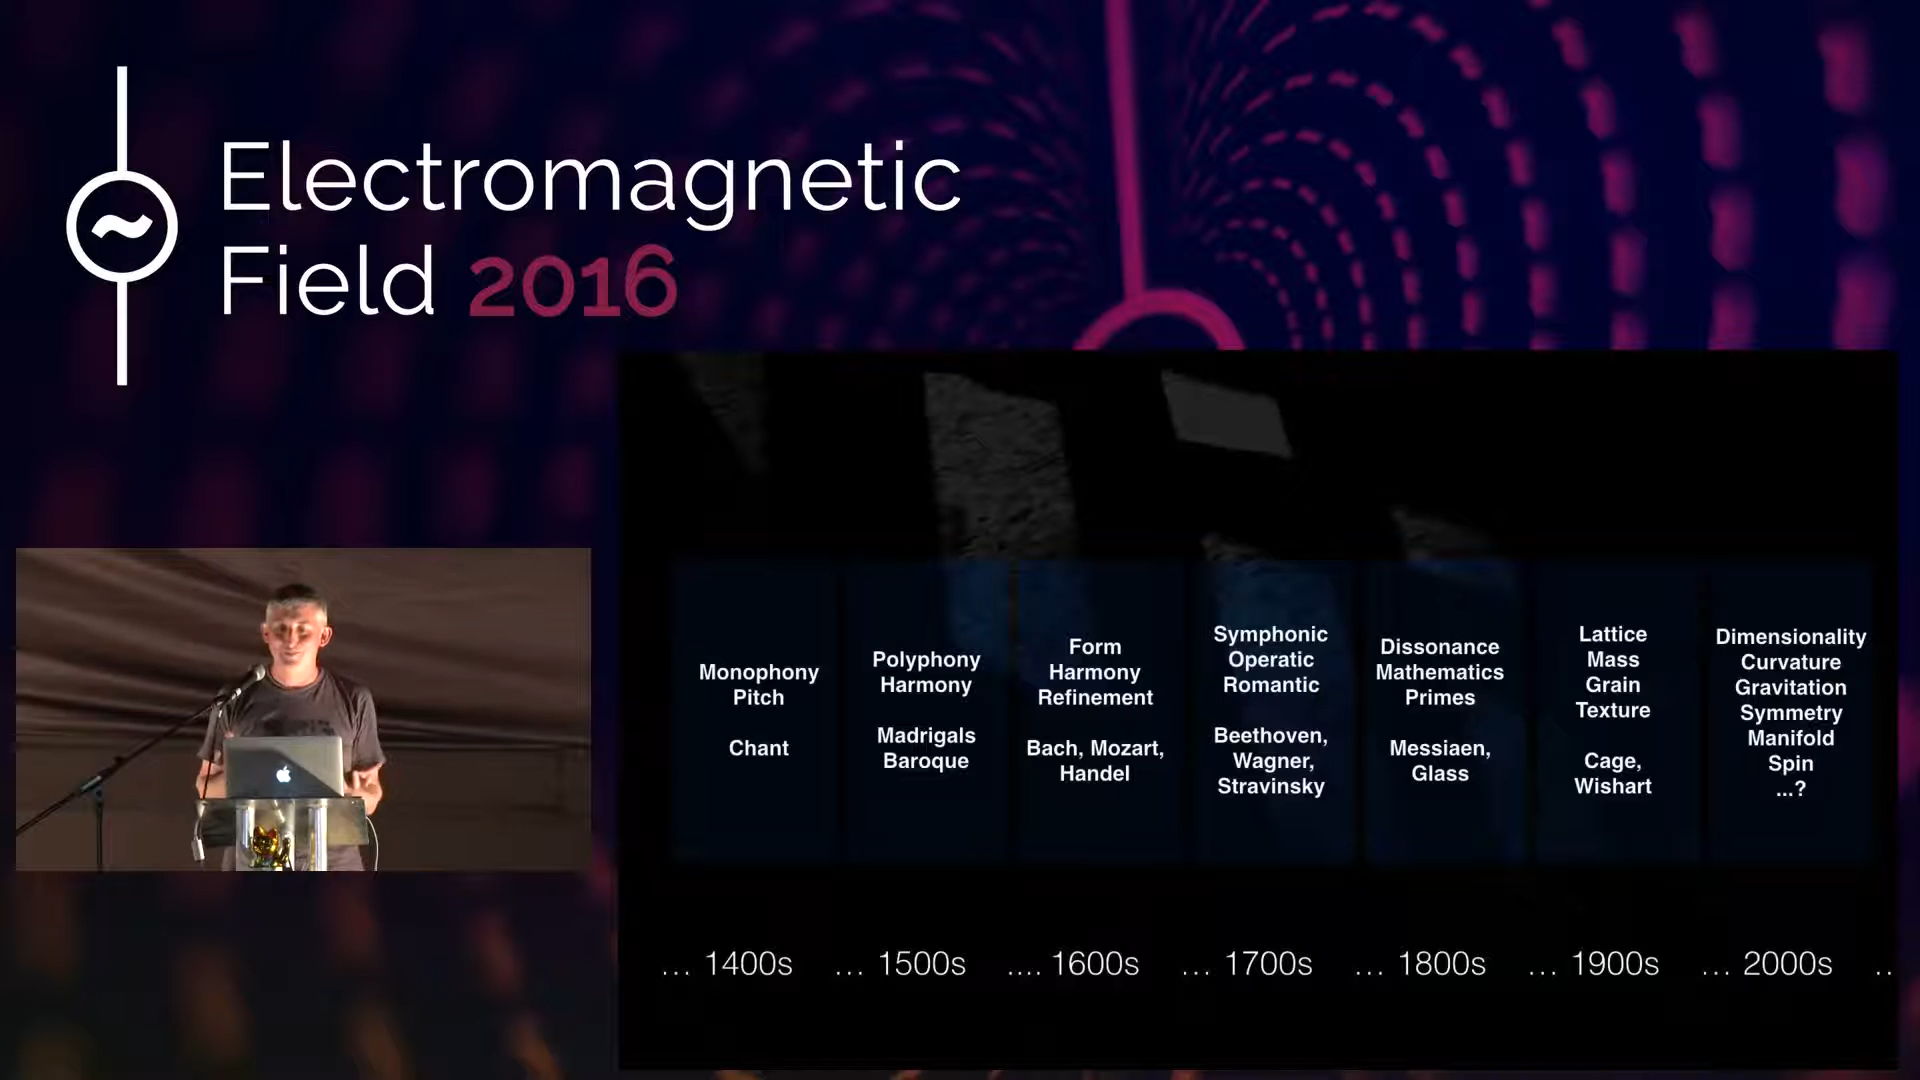 Electromagnetic
Field 2016
Monophony
Pitch
Chant
Polyphony
Harmony
Madrigals
Baroque
Form
Harmony
Refinement
Bach, Mozart,
Handel
Symphonic
Operatic
Romantic
Beethoven,
Wagner,
Stravinsky
Dissonance
Mathematics
Primes
Messiaen,
Glass
Lattice
Mass
Grain
Texture
Cage,
Wishart
Dimensionality
Curvature
Gravitation
Symmetry
Manifold
Spin
...?
... 1400s ... 1500s .... 1600s ... 1700s ... 1800s ... 1900s ... 2000s ..